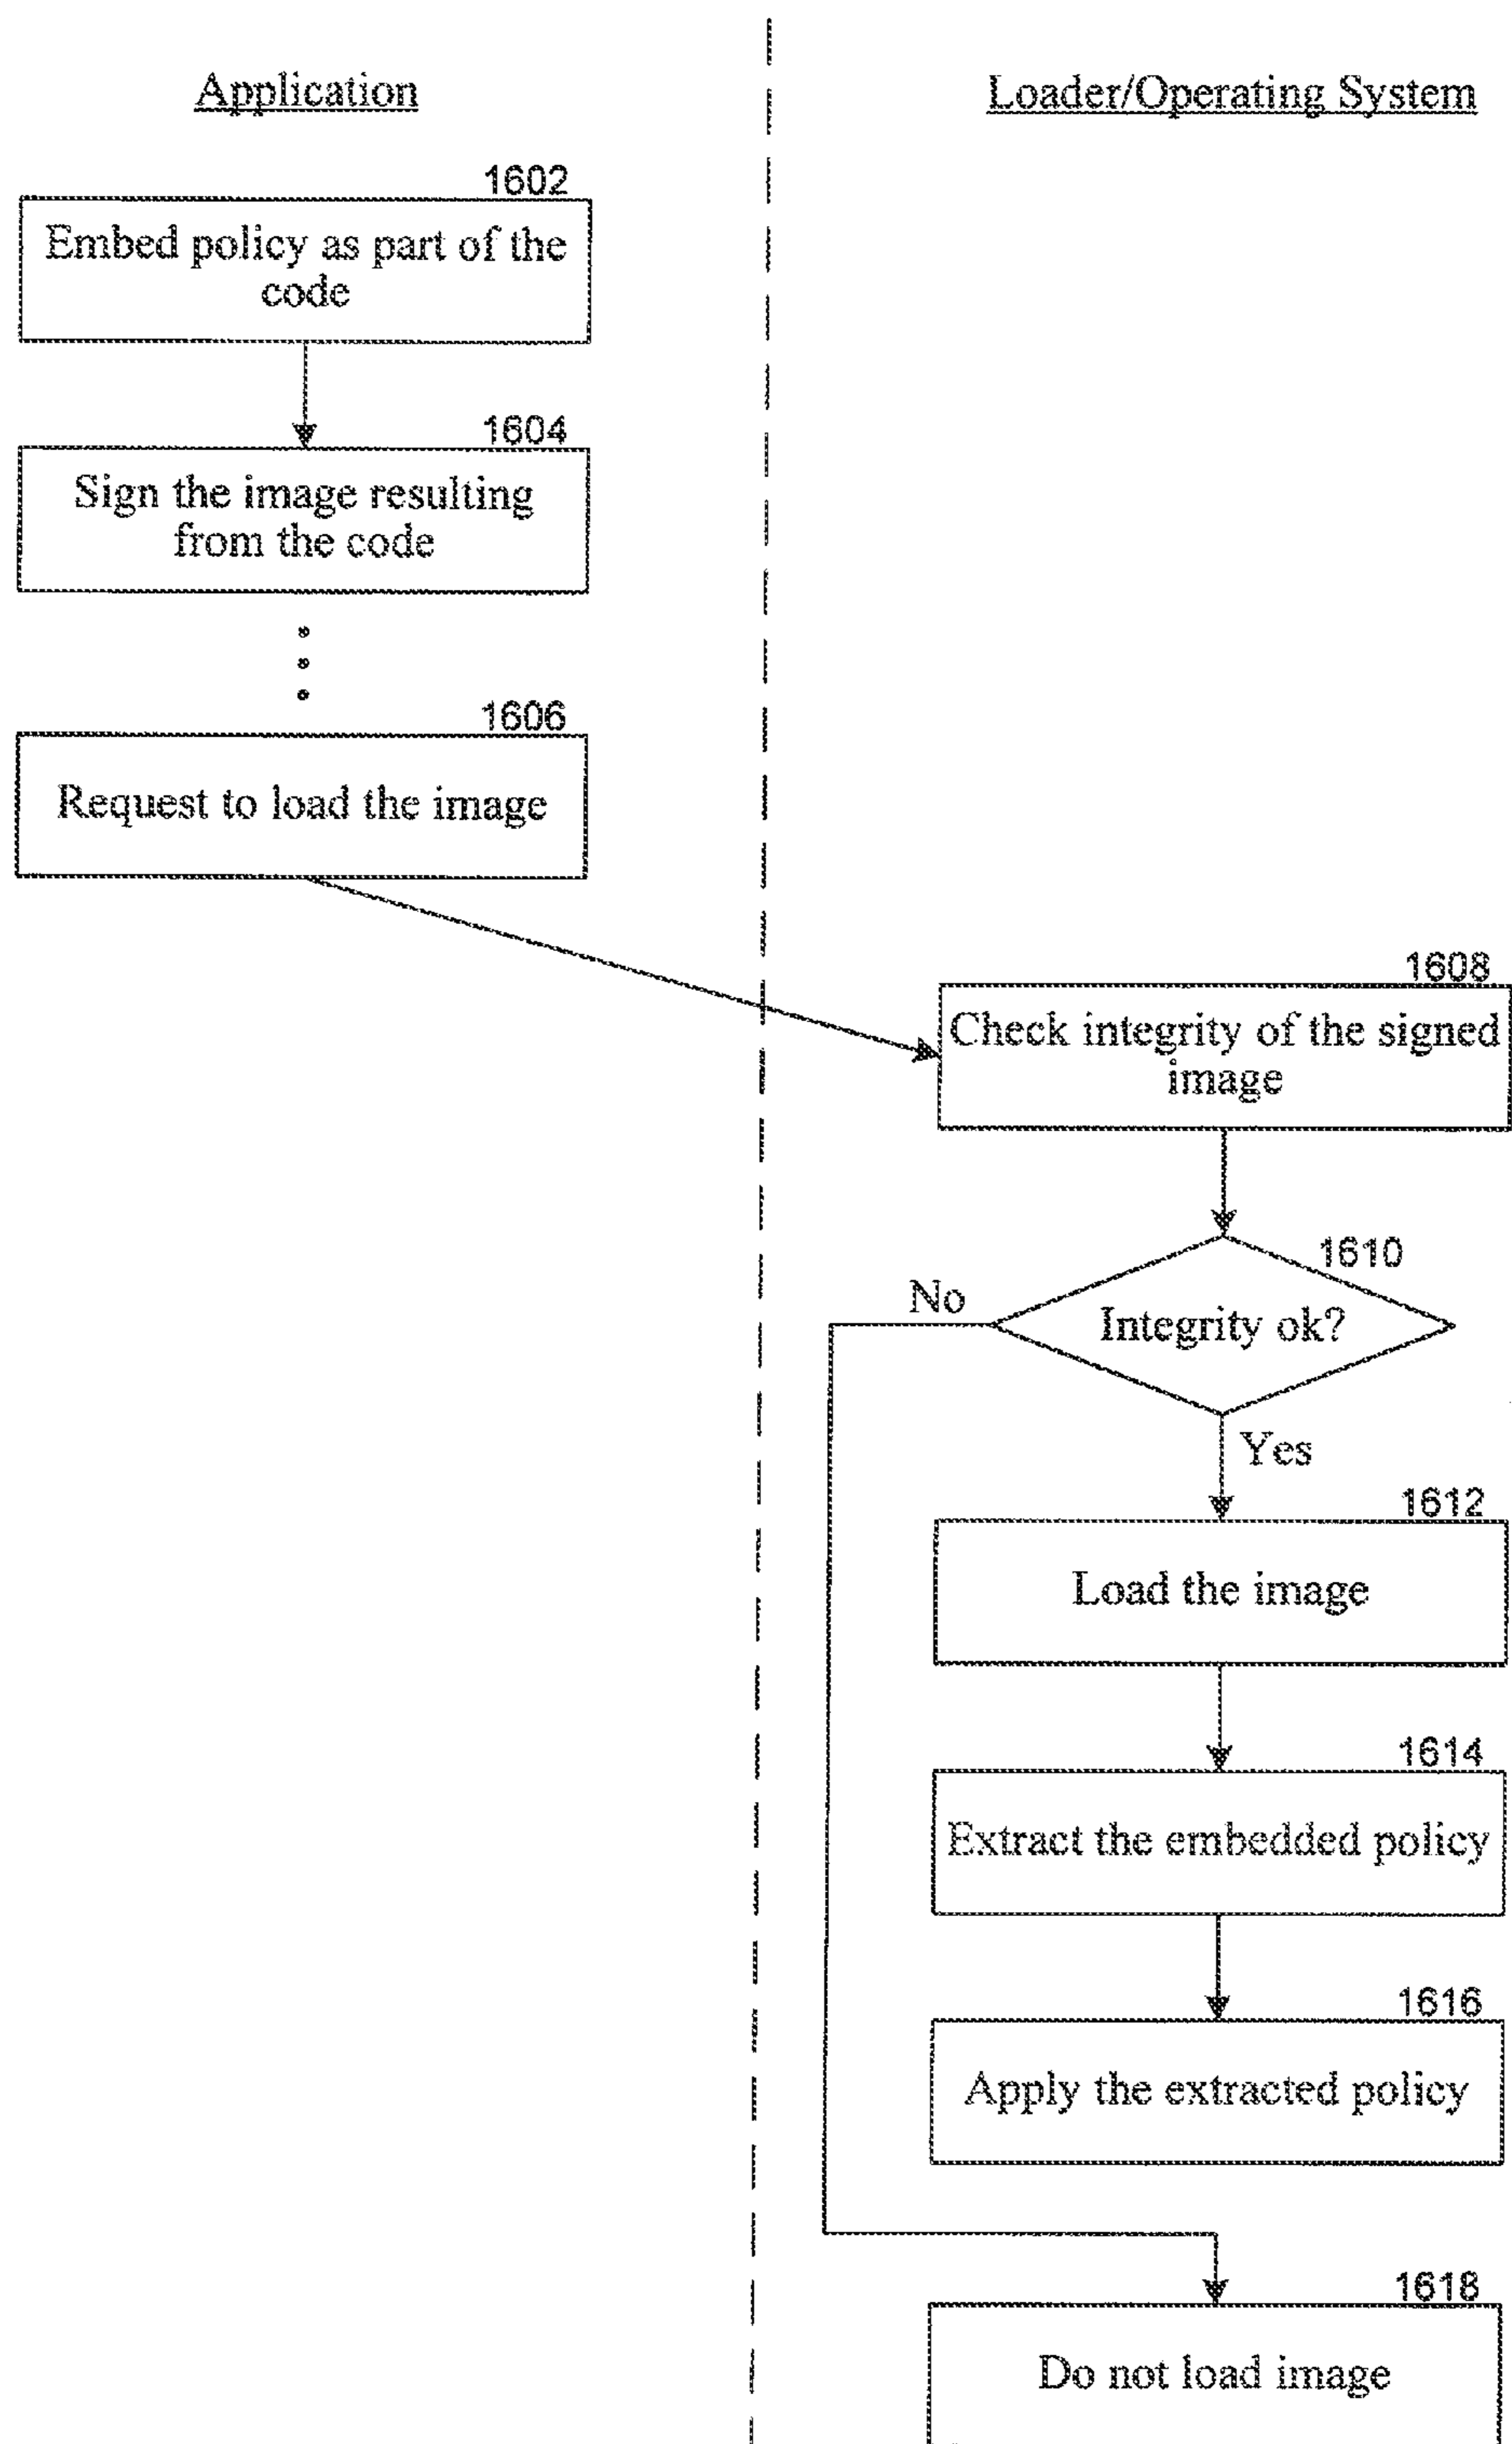 Application
Loader/Operating System
1602
Embed policy as part of the
code
1604
Sign the image resulting
from the code
1606
Request to load the image
1608
Check integrity of the signed
image
1610
No
Integrity ok?
Yes
1612
Load the image
1614
Extract the embedded policy
1616
Apply the extracted policy
1618
Do not load image